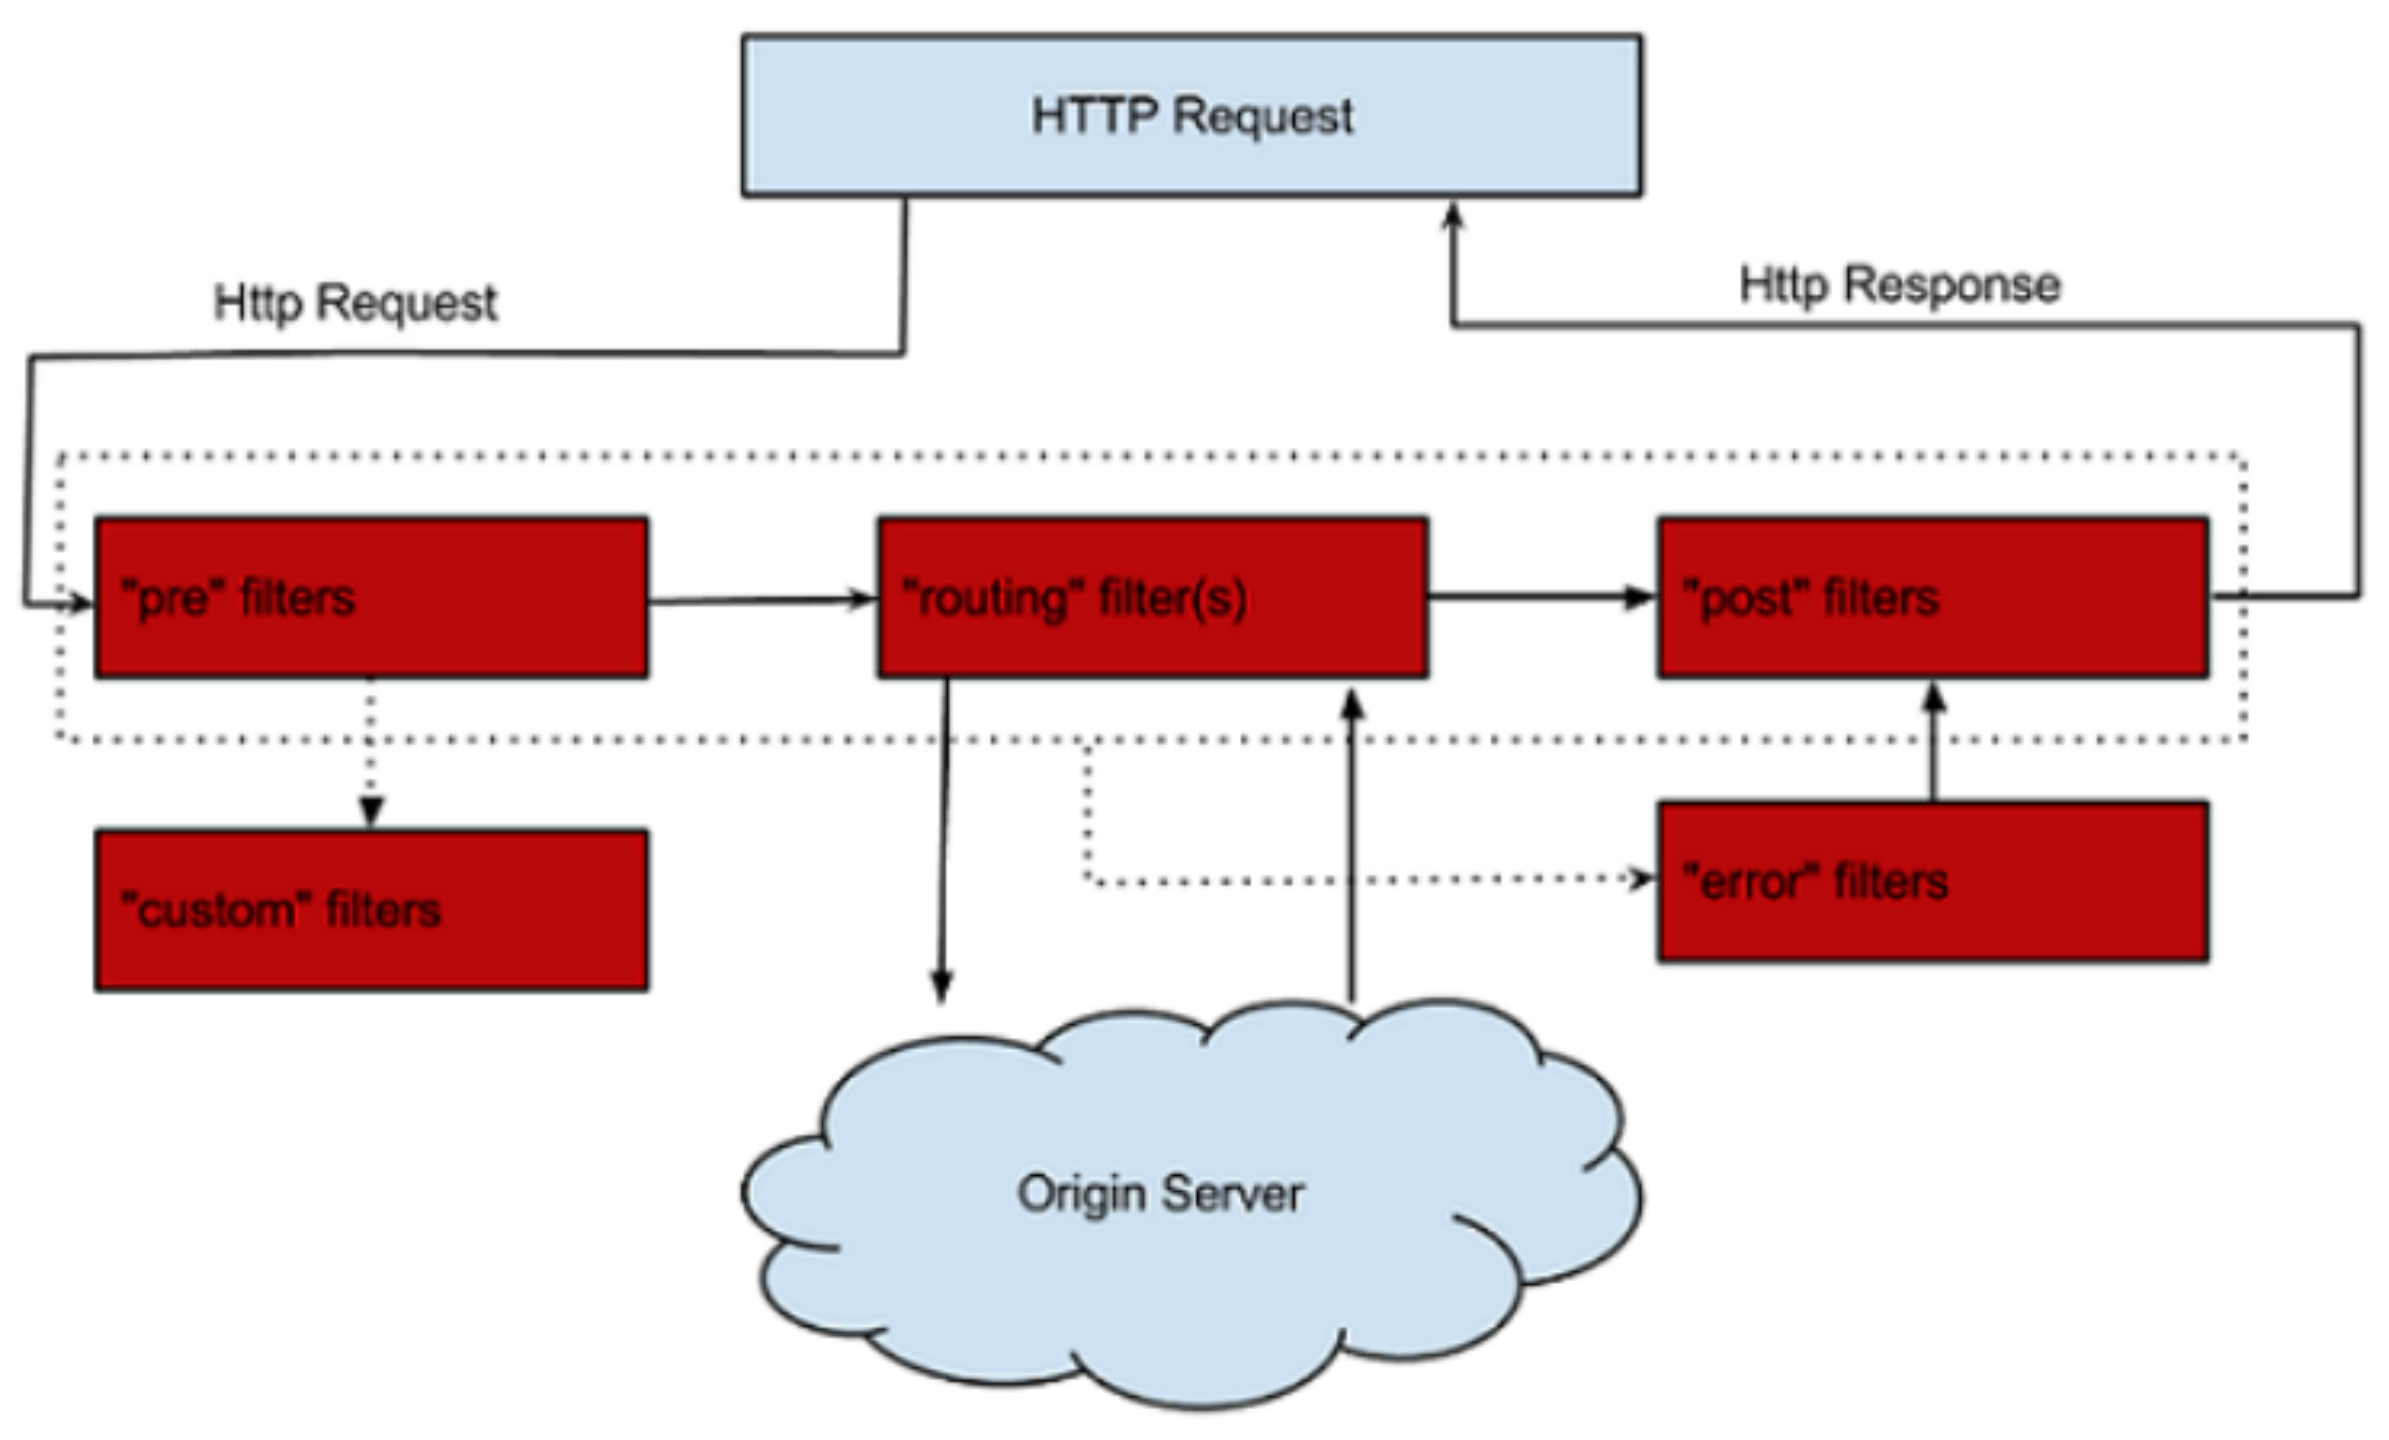 HTTP Request
Http Request
Http Response
"pre" filters
"routing" filter(s)
"post" filters
"custom" filters
"error" filters
Origin Server